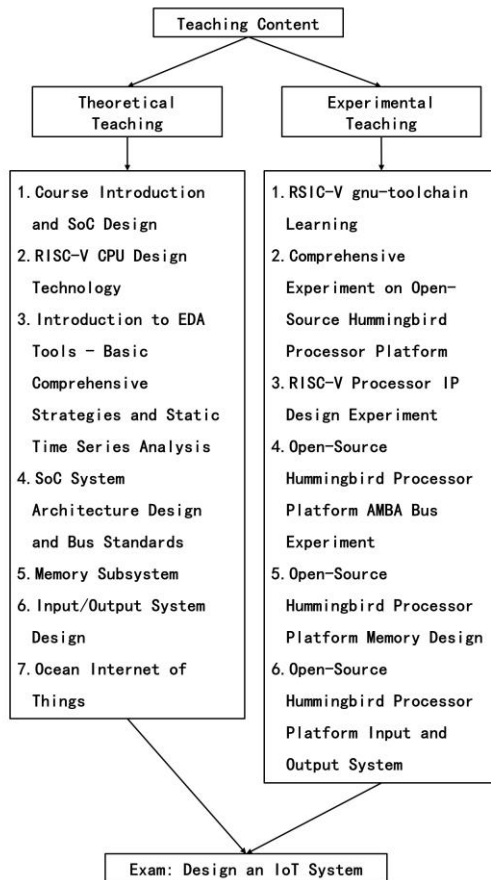 Teaching Content
Theoretical
Teaching
Experimental
Teaching
1. Course Introduction
and SoC Design
2. RISC-V CPU Design
Technology
3. Introduction to EDA
Tools - Basic
Comprehensive
Strategies and Static
Time Series Analysis
4. SoC System
Architecture Design
and Bus Standards
5. Memory Subsystem
6. Input/Output System
Design
7. Ocean Internet of
Things
1. RSIC-V gnu-toolchain
Learning
2. Comprehensive
Experiment on Open-
Source Hummingbird
Processor Platform
3. RISC-V Processor IP
Design Experiment
4. Open-Source
Hummingbird Processor
Platform AMBA Bus
Experiment
5. Open-Source
Hummingbird Processor
Platform Memory Design
6. Open-Source
Hummingbird Processor
Platform Input and
Output System
Exam: Design an IoT System